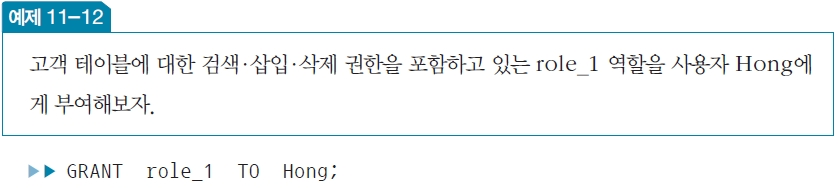 예제 11-12
고객 테이블에 대한 검색·삽입·삭제 권한을 포함하고 있는 role_1 역할을 사용자 Hong에
게 부여해보자.
▶▶ GRANT role_1 TO Hong;